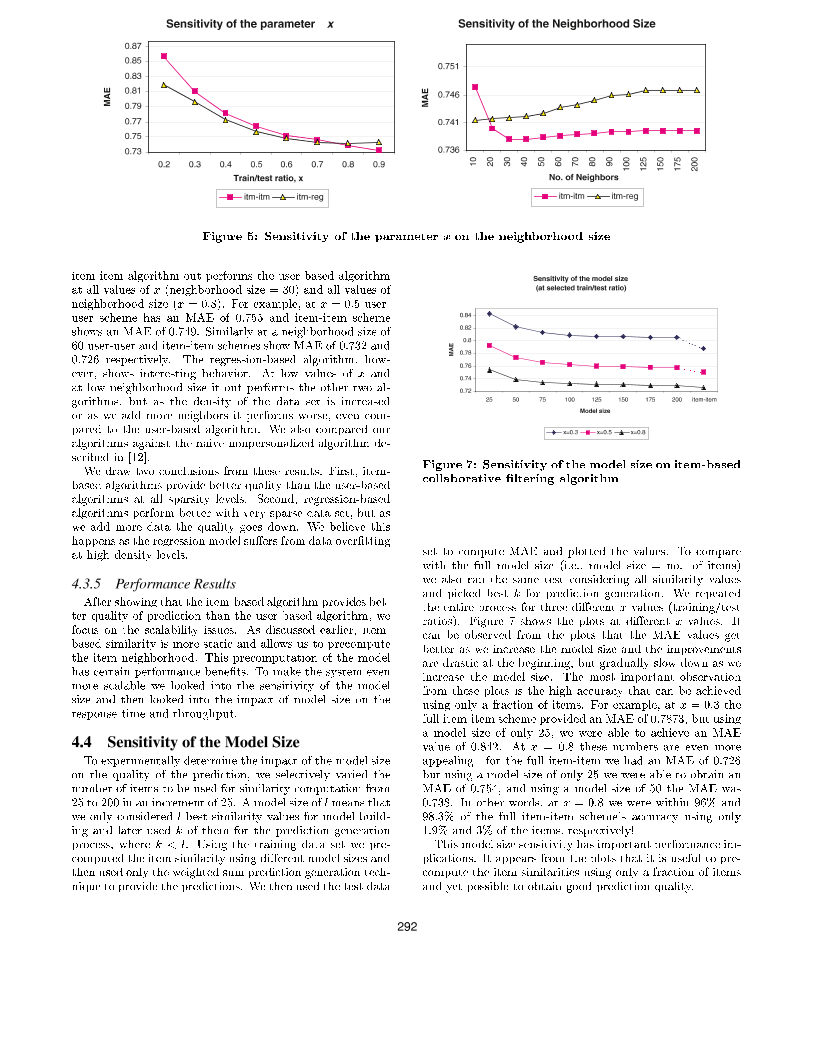 Sensitivity of the parameter x
MAE
0.87
0.85
0.83
0.81
0.79
0.77
0.75
0.73
0.2 0.3 0.4 0.5 0.6 0.7 0.8 0.9
Train/test ratio, x
itm-itm itm-reg
Sensitivity of the Neighborhood Size
MAE
0.751
0.746
0.741
0.736
10 20 30 40 50 60 70 80 90 100 125 150 175 200
No. of Neighbors
itm-itm itm-reg
Figure 5: Sensitivity of the parameter x on the neighborhood size
item-item algorithm out performs the user-based algorithm
at all values of x (neighborhood size = 30) and all values of
neighborhood size (x = 0.8). For example, at x = 0.5 user-
user scheme has an MAE of 0.755 and item-item scheme
shows an MAE of 0.749. Similarly at a neighborhood size of
60 user-user and item-item schemes show MAE of 0.732 and
0.726 respectively. The regression-based algorithm, how-
ever, shows interesting behavior. At low values of x and
at low neighborhood size it out performs the other two al-
gorithms, but as the density of the data set is increased
or as we add more neighbors it performs worse, even com-
pared to the user-based algorithm. We also compared our
algorithms against the naive nonpersonalized algorithm de-
scribed in [12].
We draw two conclusions from these results. First, item-
based algorithms provide better quality than the user-based
algorithms at all sparsity levels. Second, regression-based
algorithms perform better with very sparse data set, but as
we add more data the quality goes down. We believe this
happens as the regression model suffers from data overfitting
at high density levels.
4.3.5 Performance Results
After showing that the item-based algorithm provides bet-
ter quality of prediction than the user-based algorithm, we
focus on the scalability issues. As discussed earlier, item-
based similarity is more static and allows us to precompute
the item neighborhood. This precomputation of the model
has certain performance benefits. To make the system even
more scalable we looked into the sensitivity of the model
size and then looked into the impact of model size on the
response time and throughput.
4.4 Sensitivity of the Model Size
To experimentally determine the impact of the model size
on the quality of the prediction, we selectively varied the
number of items to be used for similarity computation from
25 to 200 in an increment of 25. A model size of l means that
we only considered l best similarity values for model build-
ing and later used k of them for the prediction generation
process, where k < l. Using the training data set we pre-
computed the item similarity using different model sizes and
then used only the weighted sum prediction generation tech-
nique to provide the predictions. We then used the test data
Sensitivity of the model size
(at selected train/test ratio)
MAE
0.84
0.82
0.8
0.78
0.76
0.74
0.72
25 50 75 100 125 150 175 200 item-item
Model size
x=0.3 x=0.5 x=0.8
Figure 7: Sensitivity of the model size on item-based
collaborative filtering algorithm
set to compute MAE and plotted the values. To compare
with the full model size (i.e., model size = no. of items)
we also ran the same test considering all similarity values
and picked best k for prediction generation. We repeated
the entire process for three different x values (training/test
ratios). Figure 7 shows the plots at different x values. It
can be observed from the plots that the MAE values get
better as we increase the model size and the improvements
are drastic at the beginning, but gradually slow down as we
increase the model size. The most important observation
from these plots is the high accuracy that can be achieved
using only a fraction of items. For example, at x = 0.3 the
full item-item scheme provided an MAE of 0.7873, but using
a model size of only 25, we were able to achieve an MAE
value of 0.842. At x = 0.8 these numbers are even more
appealing—for the full item-item we had an MAE of 0.726
but using a model size of only 25 we were able to obtain an
MAE of 0.754, and using a model size of 50 the MAE was
0.738. In other words, at x = 0.8 we were within 96% and
98.3% of the full item-item scheme's accuracy using only
1.9% and 3% of the items, respectively!
This model size sensitivity has important performance im-
plications. It appears from the plots that it is useful to pre-
compute the item similarities using only a fraction of items
and yet possible to obtain good prediction quality.
292